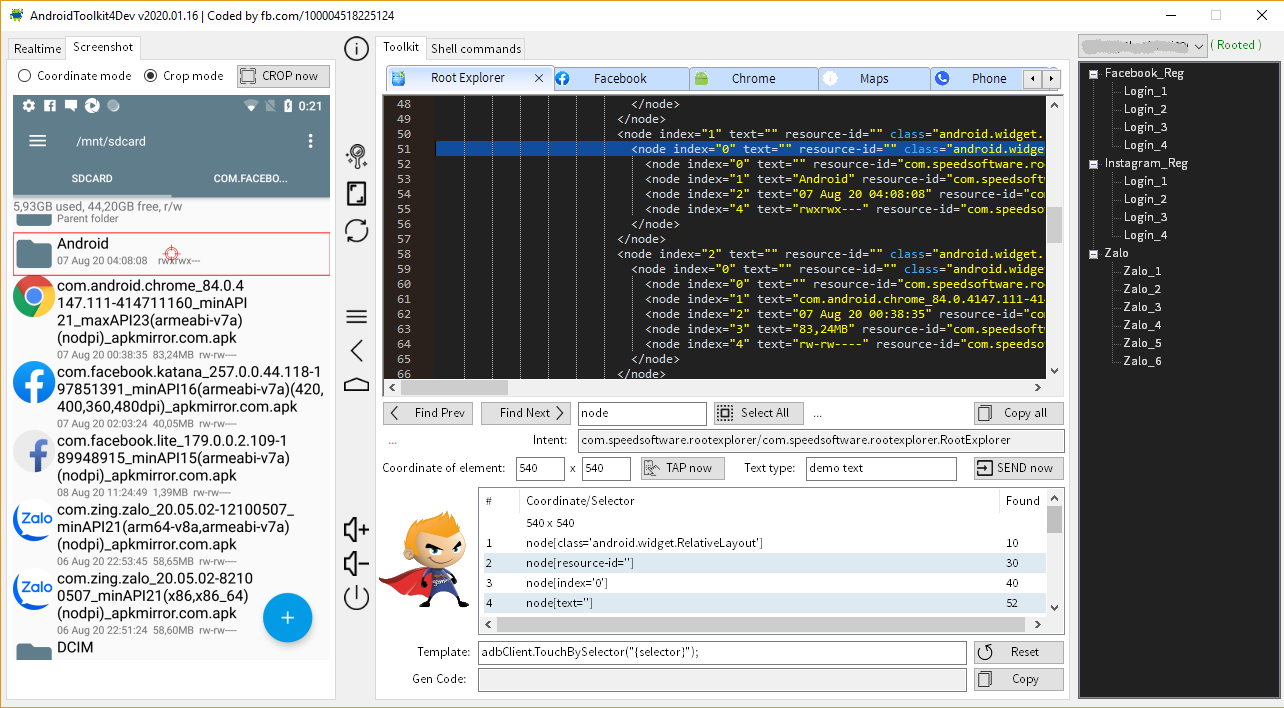 AndroidToolkit4Dev v2020.01.16 | Coded by fb.com/100004518225124
Realtime
Screenshot
Coordinate mode
Crop mode
CROP now
0:21
/mnt/sdcard
SDCARD
COM.FACEBO...
5,93GB used, 44,20GB free, r/w
Parent folder
Android
07 Aug 20 04:08:08 rwxrwx---
com.android.chrome_84.0.4
147.111-414711160_minAPI
21_maxAPI23(armeabi-v7a)
(nodpi)_apkmirror.com.apk
07 Aug 20 00:38:35 83,24MB rw-rw----
com.facebook.katana_257.0.0.44.118-1
97851391_minAPI16(armeabi-v7a)(420,
400,360,480dpi)_apkmirror.com.apk
07 Aug 20 02:03:24 40,05MB rw-rw----
com.facebook.lite_179.0.0.2.109-1
89948915_minAPI15(armeabi-v7a)
(nodpi)_apkmirror.com.apk
08 Aug 20 11:24:49 1,39MB rw-rw----
Zalo
com.zing.zalo_20.05.02-12100507_
minAPI21(arm64-v8a,armeabi-v7a)
(nodpi)_apkmirror.com.apk
06 Aug 20 22:53:45 58,65MB rw-rw----
Zalo
com.zing.zalo_20.05.02-8210
0507_minAPI21(x86,x86_64)
(nodpi)_apkmirror.com.apk
06 Aug 20 22:51:24 58,60MB rw-rw----
DCIM
Toolkit
Shell commands
Root Explorer
Facebook
Chrome
Maps
Phone
48 </node>
49 </node>
50 <node index="1" text="" resource-id="" class="android.widget.
51 <node index="0" text="" resource-id="" class="android.widge
52 <node index="0" text="" resource-id="com.speedsoftware.ro
53 <node index="1" text="Android" resource-id="com.speedsoft
54 <node index="2" text="07 Aug 20 04:08:08" resource-id="co
55 <node index="4" text="rwxrwx---" resource-id="com.speedso
56 </node>
57 </node>
58 <node index="2" text="" resource-id="" class="android.widget.
59 <node index="0" text="" resource-id="" class="android.widge
60 <node index="0" text="" resource-id="com.speedsoftware.ro
61 <node index="1" text="com.android.chrome_84.0.4147.111-41
62 <node index="2" text="07 Aug 20 00:38:35" resource-id="co
63 <node index="3" text="83,24MB" resource-id="com.speedsoft
64 <node index="4" text="rw-rw----" resource-id="com.speedso
65 </node>
66 </node>
Find Prev
Find Next
node
Select All
...
Copy all
...
Intent:
com.speedsoftware.rootexplorer/com.speedsoftware.rootexplorer.RootExplorer
Coordinate of element:
540 x 540
TAP now
Text type:
demo text
SEND now
# Coordinate/Selector Found
540 x 540
1 node[class='android.widget.RelativeLayout'] 10
2 node[resource-id=''] 30
3 node[index='0'] 40
4 node[text=''] 52
Template:
adbClient.TouchBySelector("{selector}");
Reset
Gen Code:
Copy
( Rooted )
Facebook_Reg
Login_1
Login_2
Login_3
Login_4
Instagram_Reg
Login_1
Login_2
Login_3
Login_4
Zalo
Zalo_1
Zalo_2
Zalo_3
Zalo_4
Zalo_5
Zalo_6